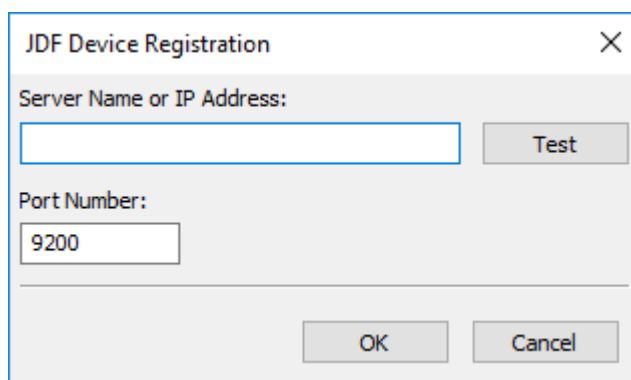 JDF Device Registration
Server Name or IP Address:
Test
Port Number:
9200
OK Cancel